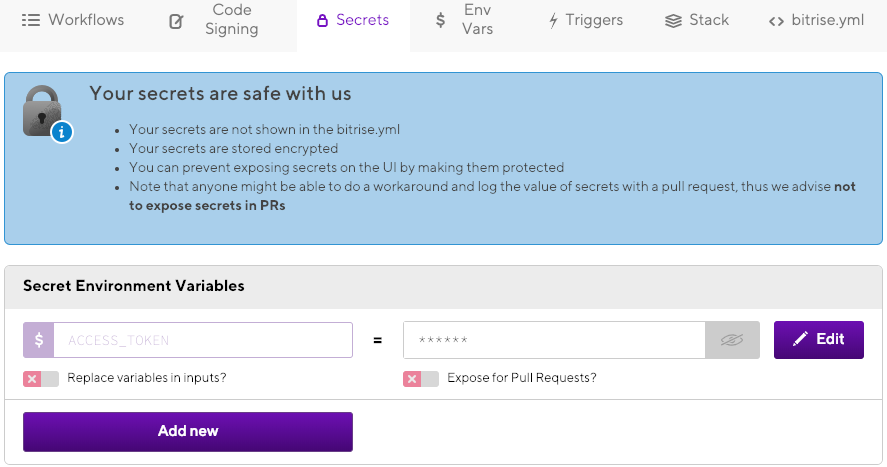 Workflows
Code
Signing
Secrets
$
Env
Vars
Triggers
Stack
<> bitrise.yml
Your secrets are safe with us
i
• Your secrets are not shown in the bitrise.yml
• Your secrets are stored encrypted
• You can prevent exposing secrets on the UI by making them protected
• Note that anyone might be able to do a workaround and log the value of secrets with a pull request, thus we advise not
to expose secrets in PRs
Secret Environment Variables
$ ACCESS_TOKEN = ****** Edit
Replace variables in inputs? Expose for Pull Requests?
Add new